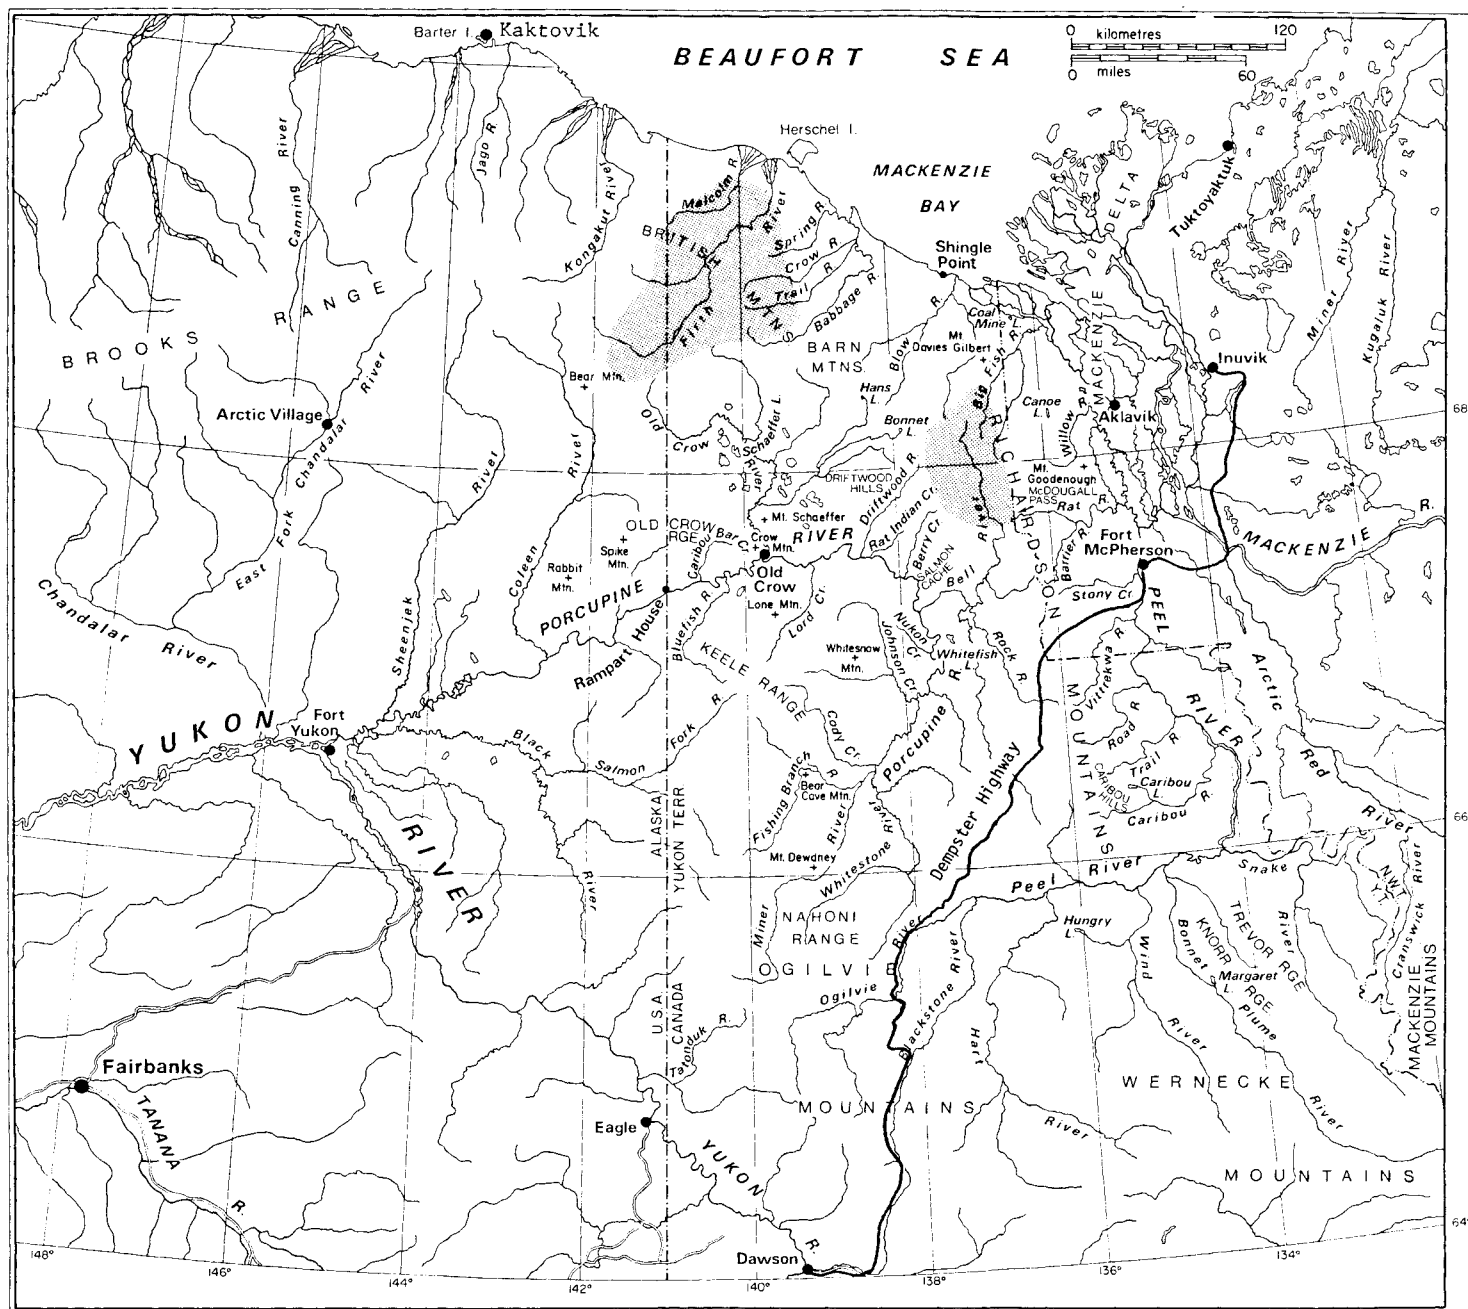 Barter I.
Kaktovik
BEAUFORT SEA
0 kilometres 120
0 miles 60
Herschel I.
MACKENZIE
BAY
Tuktoyaktuk
DELTA
Canning River
Jago R.
Kongakut River
Malcolm R.
BRITISH
MTNS
Firth
River
Spring R.
Crow R.
Trail R.
Babbage R.
Shingle
Point
Miner River
Kugaluk River
BROOKS RANGE
BARN
MTNS.
Blow R.
Coal
Mine L.
Mt
Davies Gilbert
Big Fish R.
MACKENZIE
Inuvik
Bear Mtn.
Hans
L.
Bonnet
L.
Canoe
L.
Willow R.
Aklavik
68
Arctic Village
East Fork Chandalar River
Old Crow River
Schaeffer L.
DRIFTWOOD
HILLS
Driftwood R.
RICHARDSON
MOUNTAINS
Mt.
Goodenough
McDOUGALL
PASS
Rat R.
MACKENZIE R.
Mt. Schaeffer
OLD CROW
RGE
Spike
Mtn.
Rabbit
Mtn.
Caribou Bar C.
Crow
Mtn.
Old
Crow
PORCUPINE RIVER
Rat Indian Cr.
Berry Cr.
SALMON
CACHE
Bell River
Barrier R.
Fort
McPherson
Stony Cr.
Chandalar River
Sheenjek River
Coleen River
Rampart House
Bluefish R.
Lone Mtn.
Lord Cr.
KEELE RANGE
Whitesnow
Mtn.
Johnson Cr.
Nukon Cr.
Whitefish
L.
Rock R.
PEEL RIVER
Vittrekwa R.
Road R.
Trail R.
CARIBOU
HILLS
Caribou
L.
Caribou R.
Arctic Red River
YUKON RIVER
Fort
Yukon
Black River
Salmon Fork R.
Cody Cr.
Porcupine R.
Fishing Branch R.
Bear
Cave Mtn.
Dempster Highway
ALASKA
YUKON TERR
66
Mt. Dewdney
Miner River
Whitestone River
Peel River
Snake River
NWT
YT
Cranswick River
NAHONI
RANGE
Hungry
L.
Wind River
Bonnet Plume River
KNORR RGE
TREVOR RGE
Margaret
L.
MACKENZIE
MOUNTAINS
OGILVIE
MOUNTAINS
Ogilvie River
Blackstone River
Hart River
U.S.A.
CANADA
Tatonduk R.
Fairbanks
TANANA R.
Eagle
YUKON R.
WERNECKE
MOUNTAINS
Dawson
64°
148° 146° 144° 142° 140° 138° 136° 134°